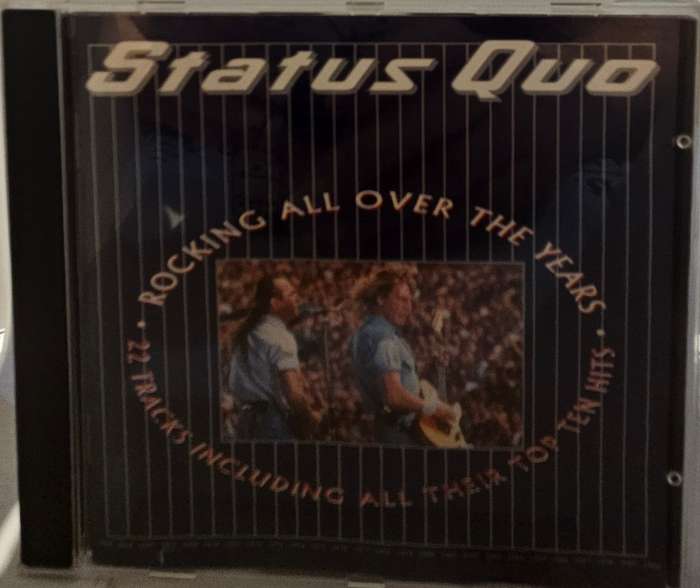 Status Quo
• ROCKING ALL OVER THE YEARS •
22 TRACKS INCLUDING ALL THEIR TOP TEN HITS